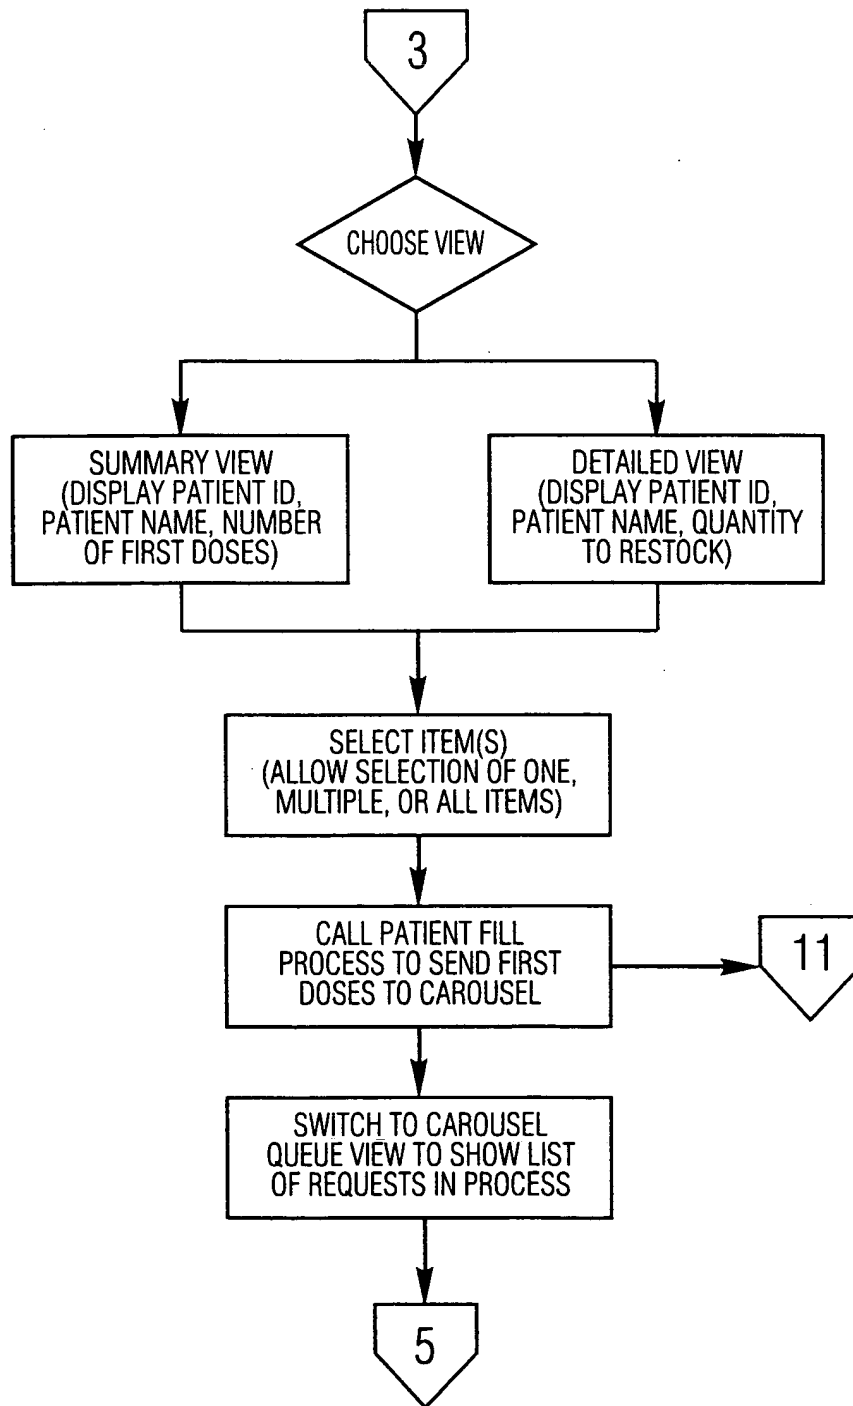 3
CHOOSE VIEW
SUMMARY VIEW
(DISPLAY PATIENT ID,
PATIENT NAME, NUMBER
OF FIRST DOSES)
DETAILED VIEW
(DISPLAY PATIENT ID,
PATIENT NAME, QUANTITY
TO RESTOCK)
SELECT ITEM(S)
(ALLOW SELECTION OF ONE,
MULTIPLE, OR ALL ITEMS)
CALL PATIENT FILL
PROCESS TO SEND FIRST
DOSES TO CAROUSEL
11
SWITCH TO CAROUSEL
QUEUE VIEW TO SHOW LIST
OF REQUESTS IN PROCESS
5